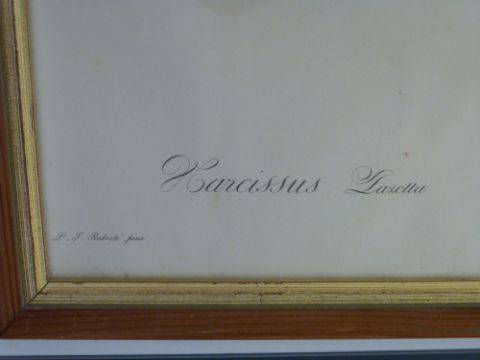 Narcissus Tazetta
P. J. Redouté pinx.